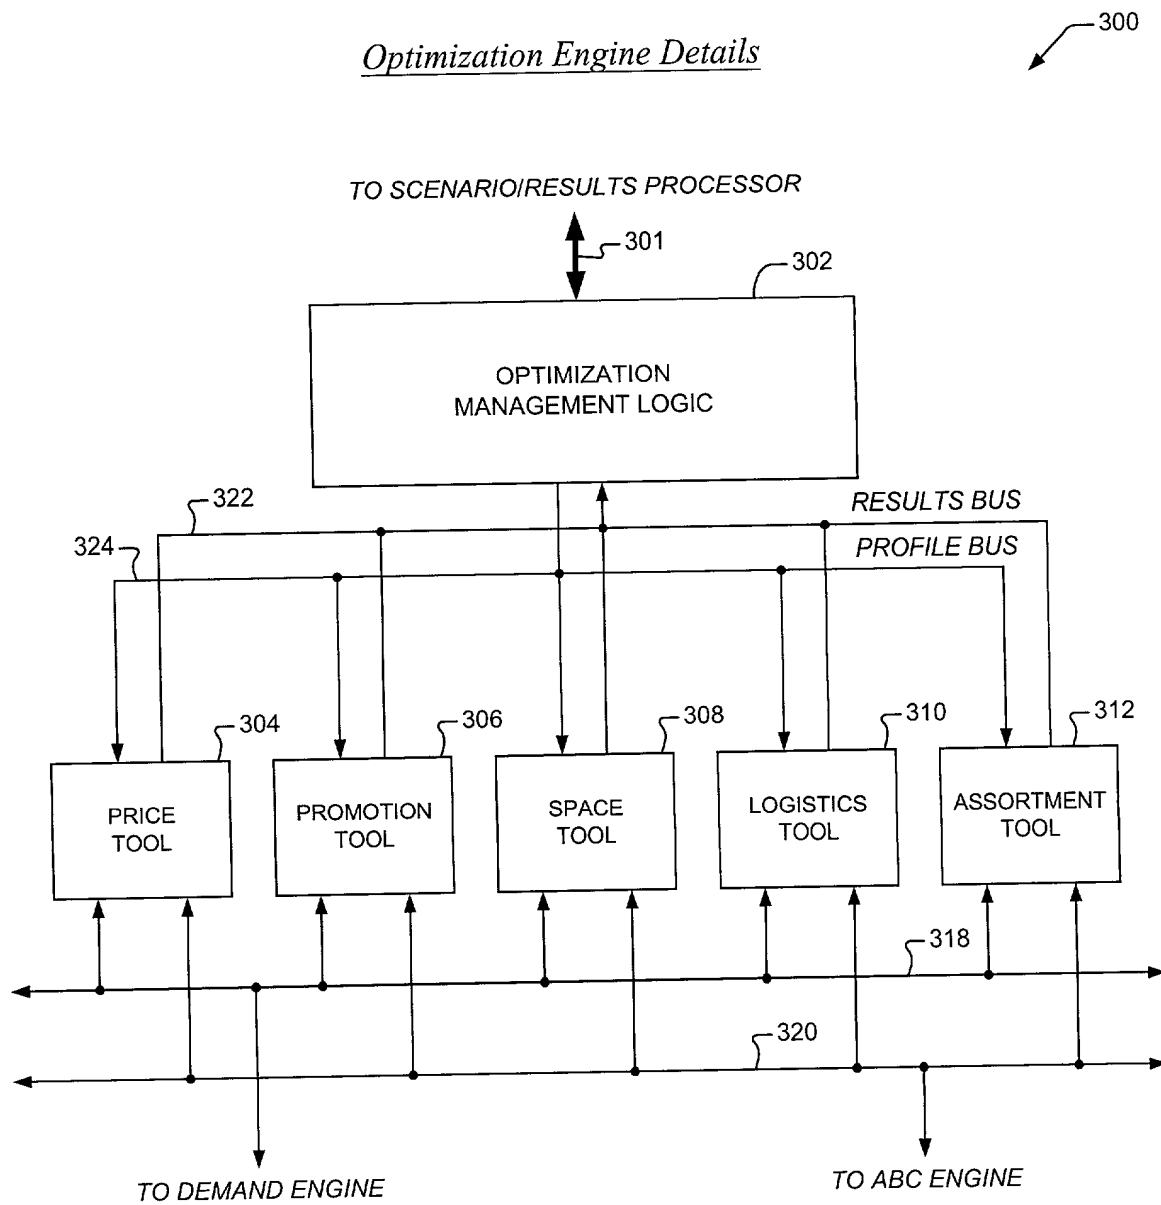 300
Optimization Engine Details
TO SCENARIO/RESULTS PROCESSOR
301
302
OPTIMIZATION
MANAGEMENT LOGIC
322
RESULTS BUS
324
PROFILE BUS
304
306
308
310
312
PRICE
TOOL
PROMOTION
TOOL
SPACE
TOOL
LOGISTICS
TOOL
ASSORTMENT
TOOL
318
320
TO DEMAND ENGINE
TO ABC ENGINE